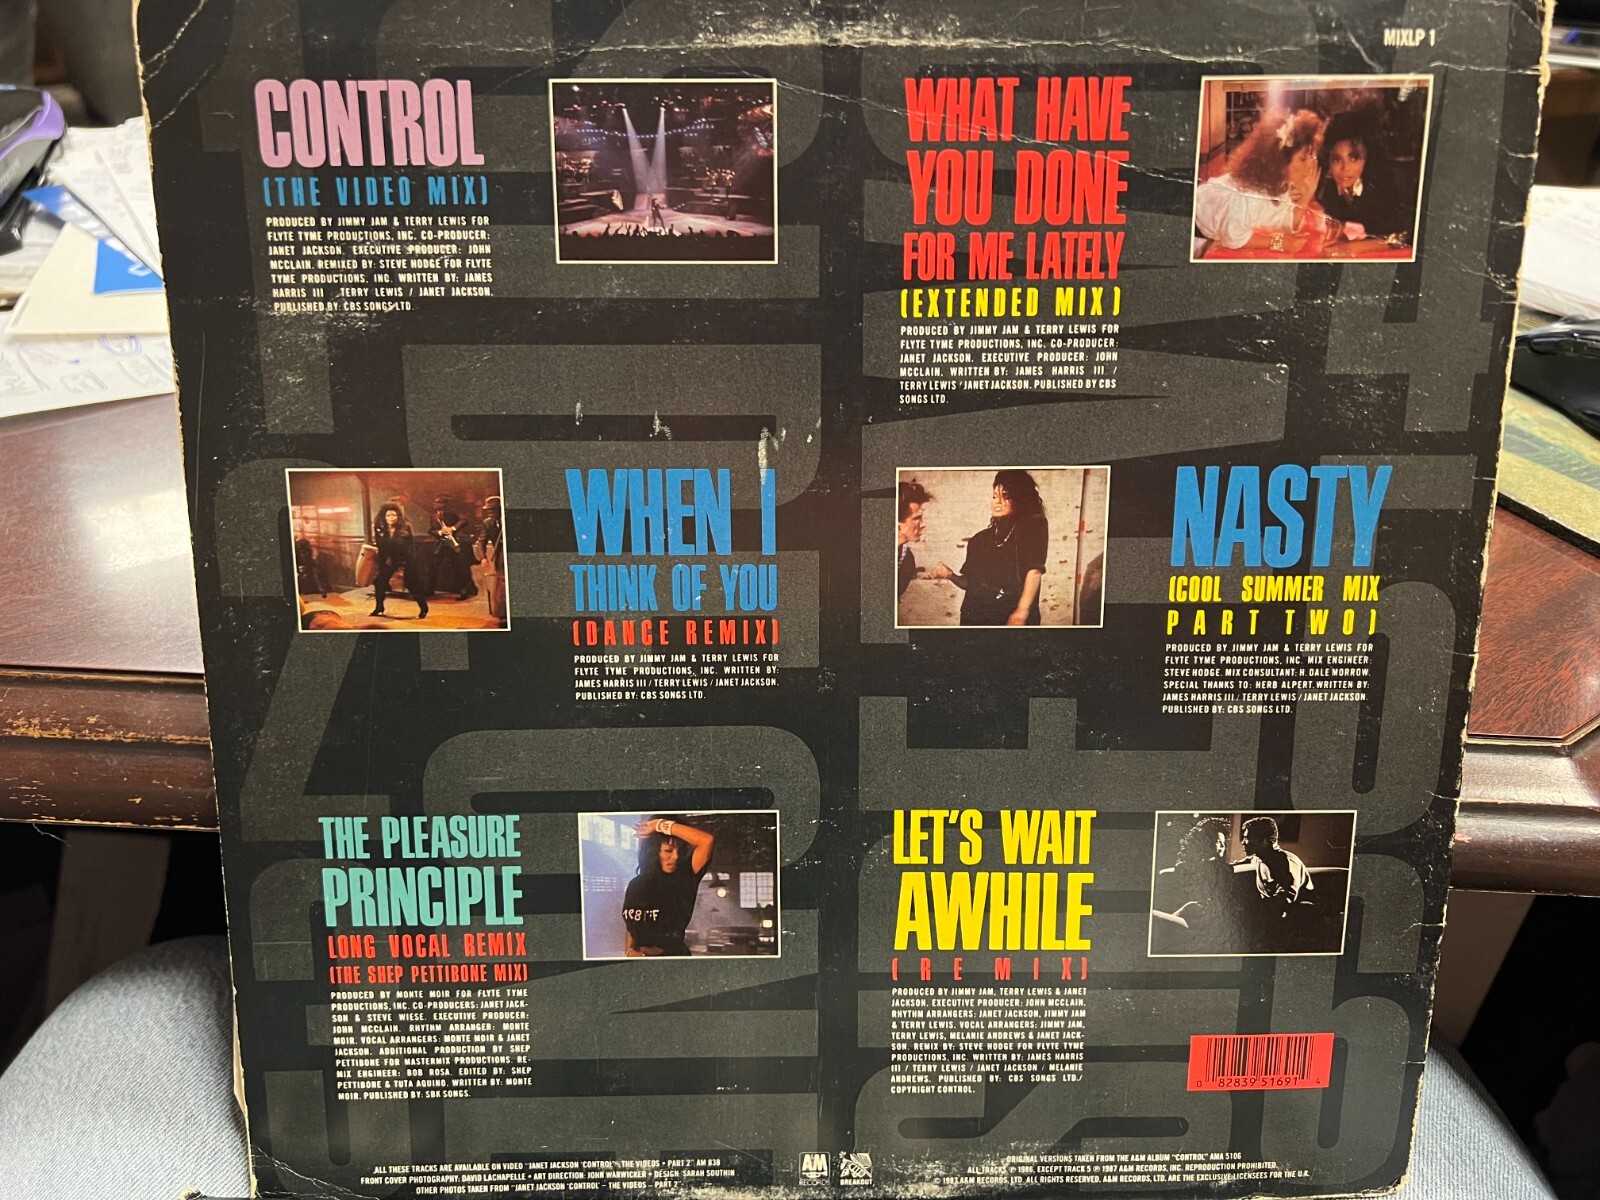 MIXLP 1
CONTROL
(THE VIDEO MIX)
PRODUCED BY JIMMY JAM & TERRY LEWIS FOR
FLYTE TYME PRODUCTIONS, INC. CO-PRODUCER:
JANET JACKSON. EXECUTIVE PRODUCER: JOHN
MCCLAIN. REMIXED BY: STEVE HODGE FOR FLYTE
TYME PRODUCTIONS, INC. WRITTEN BY: JAMES
HARRIS III TERRY LEWIS / JANET JACKSON.
PUBLISHED BY: CBS SONGS LTD.
WHAT HAVE
YOU DONE
FOR ME LATELY
(EXTENDED MIX)
PRODUCED BY JIMMY JAM & TERRY LEWIS FOR
FLYTE TYME PRODUCTIONS, INC. CO-PRODUCER:
JANET JACKSON. EXECUTIVE PRODUCER: JOHN
MCCLAIN. WRITTEN BY: JAMES HARRIS III /
TERRY LEWIS / JANET JACKSON. PUBLISHED BY CBS
SONGS LTD.
WHEN I
THINK OF YOU
(DANCE REMIX)
PRODUCED BY JIMMY JAM & TERRY LEWIS FOR
FLYTE TYME PRODUCTIONS, INC. WRITTEN BY:
JAMES HARRIS III / TERRY LEWIS / JANET JACKSON.
PUBLISHED BY: CBS SONGS LTD.
NASTY
(COOL SUMMER MIX
PART TWO)
PRODUCED BY JIMMY JAM & TERRY LEWIS FOR
FLYTE TYME PRODUCTIONS, INC. MIX ENGINEER:
STEVE HODGE. MIX CONSULTANT: H. DALE WORROW.
SPECIAL THANKS TO: HERB ALPERT. WRITTEN BY:
JAMES HARRIS III / TERRY LEWIS / JANET JACKSON.
PUBLISHED BY: CBS SONGS LTD.
THE PLEASURE
PRINCIPLE
LONG VOCAL REMIX
(THE SHEP PETTIBONE MIX)
PRODUCED BY MONTE MOIR FOR FLYTE TYME
PRODUCTIONS, INC. CO-PRODUCERS: JANET JACK-
SON & STEVE WIESE. EXECUTIVE PRODUCER:
JOHN MCCLAIN. RHYTHM ARRANGER: MONTE
MOIR. VOCAL ARRANGERS: MONTE MOIR & JANET
JACKSON. ADDITIONAL PRODUCTION BY SHEP
PETTIBONE FOR MASTERMIX PRODUCTIONS. RE-
MIX ENGINEER: BOB ROSA. EDITED BY: SHEP
PETTIBONE & TUTA AQUINO. WRITTEN BY: MONTE
MOIR. PUBLISHED BY: SBK SONGS.
LET'S WAIT
AWHILE
(REMIX)
PRODUCED BY JIMMY JAM, TERRY LEWIS & JANET
JACKSON. EXECUTIVE PRODUCER: JOHN MCCLAIN.
RHYTHM ARRANGERS: JANET JACKSON, JIMMY JAM
& TERRY LEWIS. VOCAL ARRANGERS: JIMMY JAM,
TERRY LEWIS, MELANIE ANDREWS & JANET JACK-
SON. REMIX BY: STEVE HODGE FOR FLYTE TYME
PRODUCTIONS, INC. WRITTEN BY: JAMES HARRIS
III / TERRY LEWIS / JANET JACKSON / MELANIE
ANDREWS. PUBLISHED BY: CBS SONGS LTD./
COPYRIGHT CONTROL.
0 82839 51691 4
ALL THESE TRACKS ARE AVAILABLE ON VIDEO "JANET JACKSON 'CONTROL' - THE VIDEOS • PART 2" AM 839
FRONT COVER PHOTOGRAPHY: DAVID LACHAPELLE • ART DIRECTION: JOHN WARWICKER • DESIGN: SARAH SOUTHIN
OTHER PHOTOS TAKEN FROM "JANET JACKSON 'CONTROL' - THE VIDEOS - PART 2"
AM
RECORDS
BREAKOUT
ORIGINAL VERSIONS TAKEN FROM THE A&M ALBUM "CONTROL" AMA 5106
ALL TRACKS ℗ 1986, EXCEPT TRACK 5 ℗ 1987 A&M RECORDS, INC. REPRODUCTION PROHIBITED.
© 1987 A&M RECORDS, LTD. ALL RIGHTS RESERVED. A&M RECORDS, LTD. ARE THE EXCLUSIVE LICENSEES FOR THE U.K.